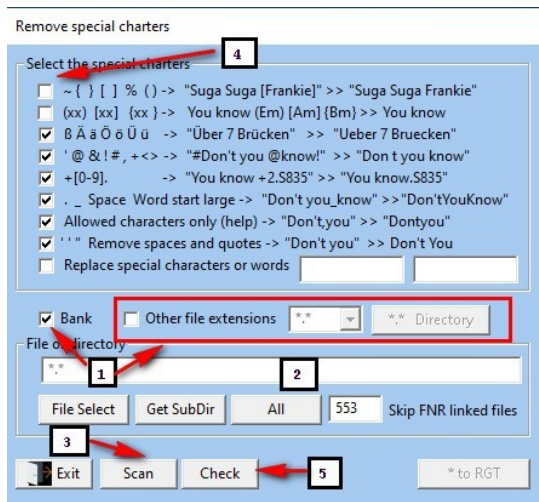 Remove special charters
4
Select the special charters
~ { } [ ] % ( ) -> "Suga Suga [Frankie]" >> "Suga Suga Frankie"
(xx) [xx] {xx } -> You know (Em) [Am] {Bm} >> You know
ß Ä ä Ö ö Ü ü -> "Über 7 Brücken" >> "Ueber 7 Bruecken"
' @ & ! # , + <> -> "#Don't you @know!" >> "Don t you know"
+[0-9]. -> "You know +2.S835" >> "You know.S835"
. _ Space Word start large -> "Don't you_know" >>"Don'tYouKnow"
Allowed characters only (help) -> "Don't,you" >> "Dontyou"
' ' " Remove spaces and quotes -> "Don't you" >> Don't You
Replace special characters or words
Bank Other file extensions *.* *.* Directory
File or directory
1 2
*.*
File Select Get SubDir All 553 Skip FNR linked files
3
Exit Scan Check 5 * to RGT